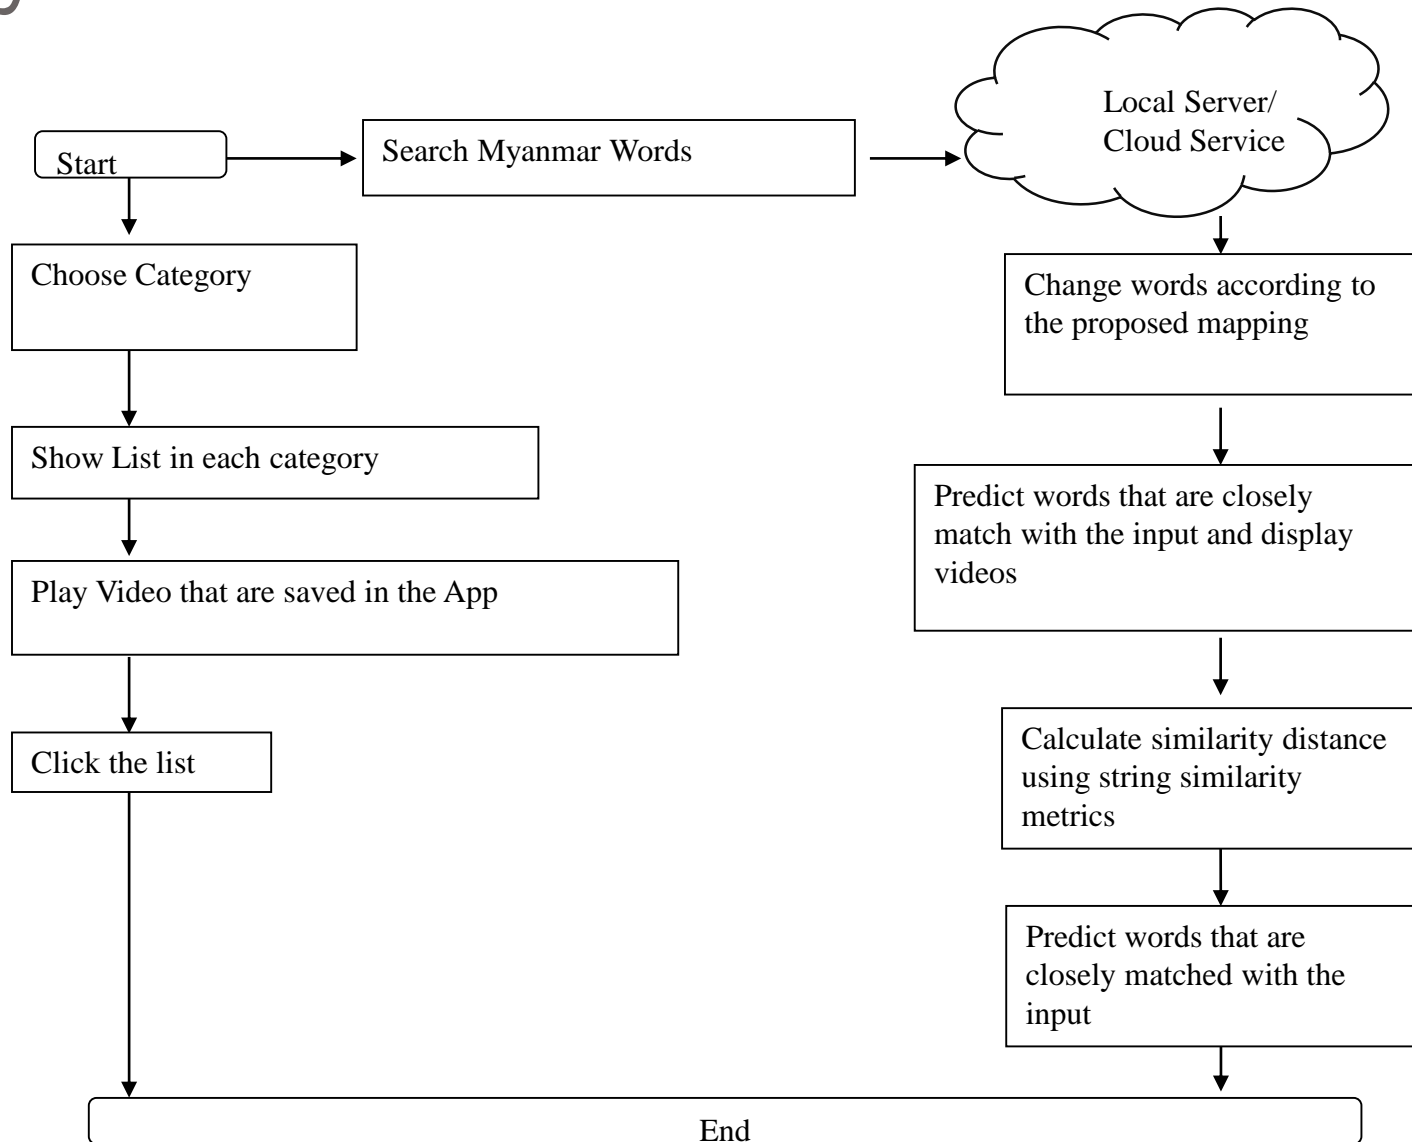 Start
Search Myanmar Words
Local Server/
Cloud Service
Choose Category
Show List in each category
Play Video that are saved in the App
Click the list
Change words according to
the proposed mapping
Predict words that are closely
match with the input and display
videos
Calculate similarity distance
using string similarity
metrics
Predict words that are
closely matched with the
input
End